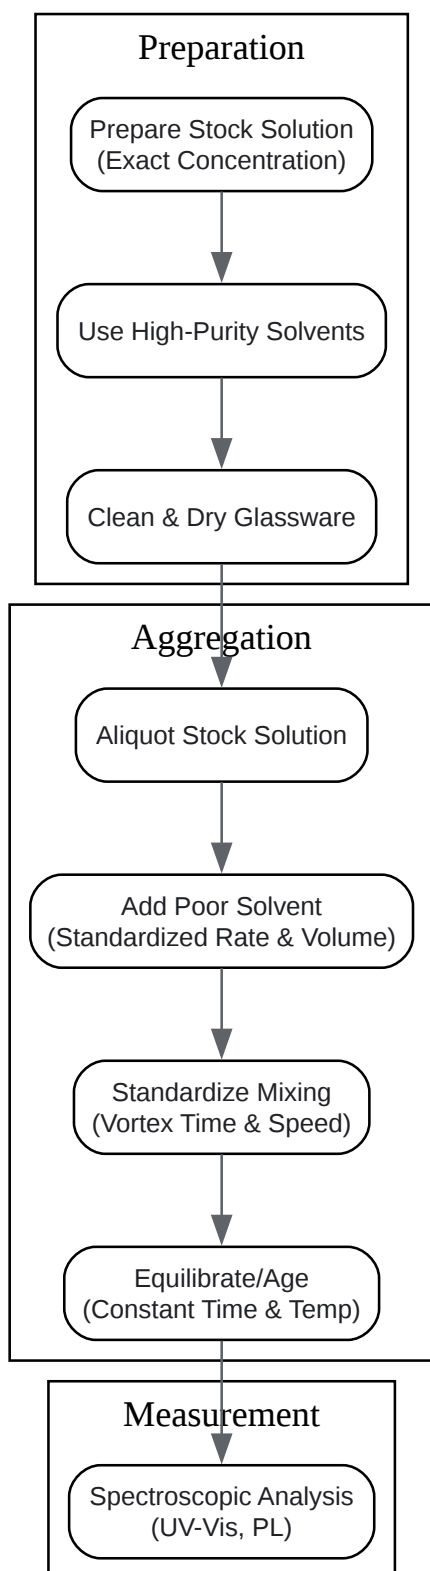 Preparation
Prepare Stock Solution
(Exact Concentration)
Use High-Purity Solvents
Clean & Dry Glassware
Aggregation
Aliquot Stock Solution
Add Poor Solvent
(Standardized Rate & Volume)
Standardize Mixing
(Vortex Time & Speed)
Equilibrate/Age
(Constant Time & Temp)
Measurement
Spectroscopic Analysis
(UV-Vis, PL)